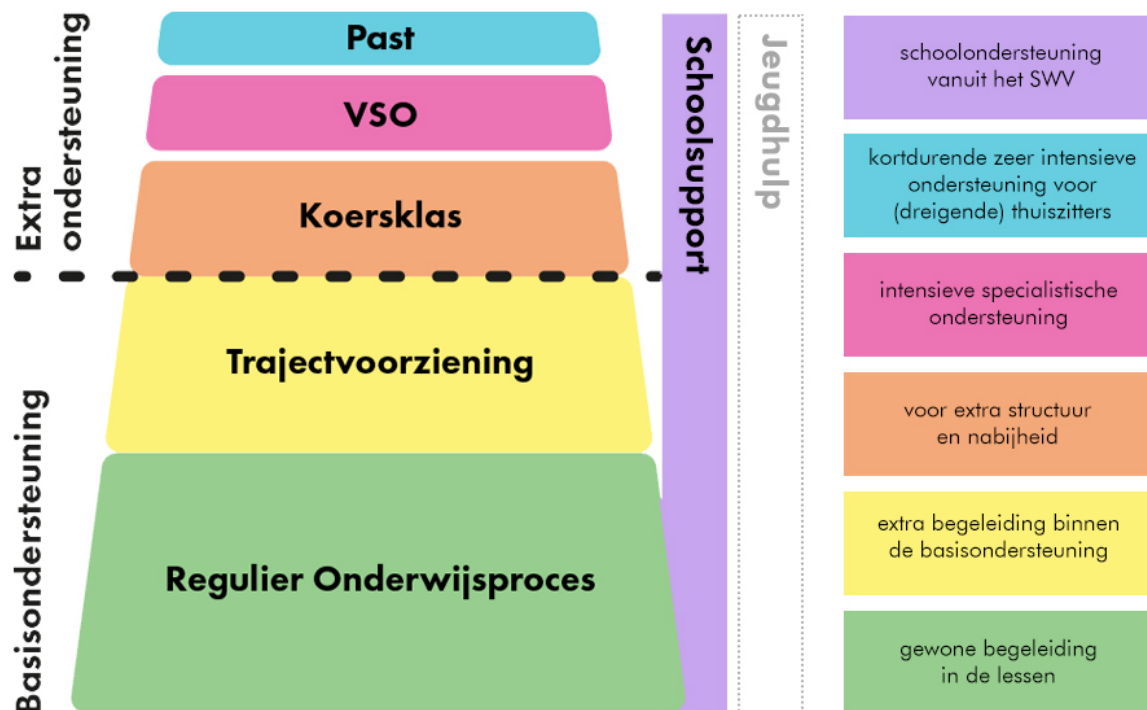 Extra
ondersteuning
Basisondersteuning
Past
VSO
Koersklas
Trajectvoorziening
Regulier Onderwijsproces
Schoolsupport
Jeugdhulp
schoolondersteuning
vanuit het SWV
kortdurende zeer intensieve
ondersteuning voor
(dreigende) thuiszitters
intensieve specialistische
ondersteuning
voor extra structuur
en nabijheid
extra begeleiding binnen
de basisondersteuning
gewone begeleiding
in de lessen